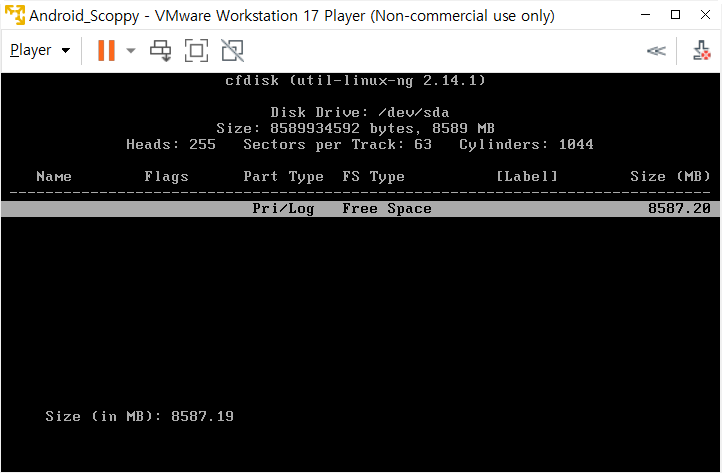 Android_Scoppy - VMware Workstation 17 Player (Non-commercial use only)
Player
cfdisk (util-linux-ng 2.14.1)
Disk Drive: /dev/sda
Size: 8589934592 bytes, 8589 MB
Heads: 255   Sectors per Track: 63   Cylinders: 1044
Name   Flags   Part Type   FS Type   [Label]   Size (MB)
Pri/Log   Free Space   8587.20
Size (in MB): 8587.19